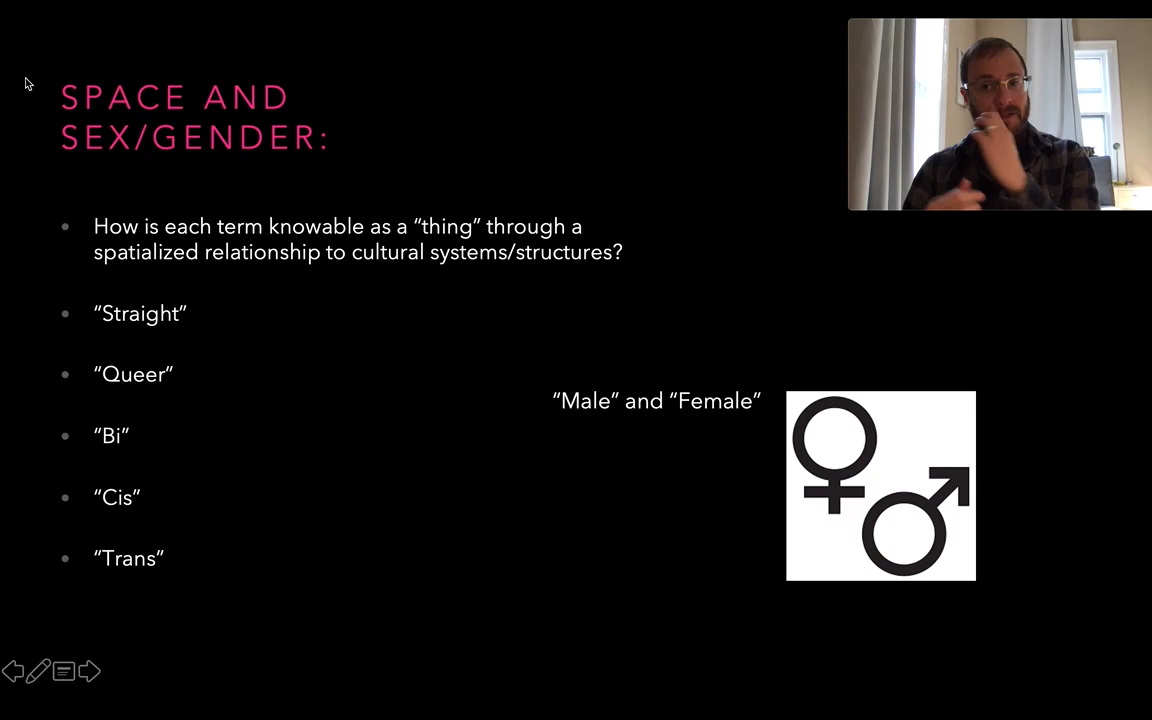 SPACE AND
SEX/GENDER:
How is each term knowable as a “thing” through a
spatialized relationship to cultural systems/structures?
“Straight”
“Queer”
“Bi”
“Cis”
“Trans”
“Male” and “Female”